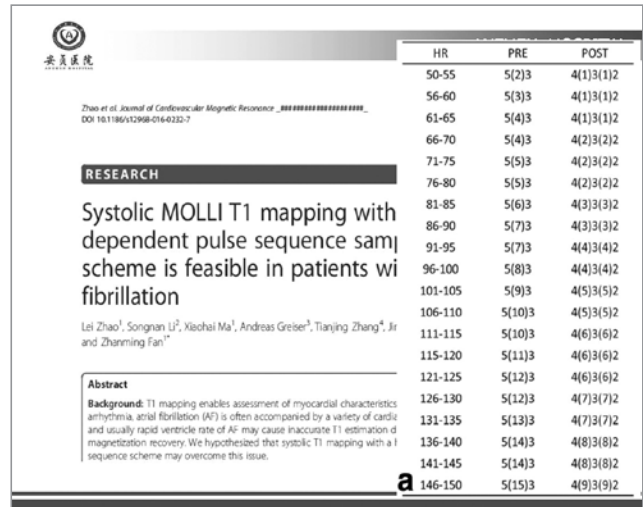 安貞医院
Zhao et al. Journal of Cardiovascular Magnetic Resonance _####################_
DOI 10.1186/s12968-016-0232-7
RESEARCH
Systolic MOLLI T1 mapping with
dependent pulse sequence sam
scheme is feasible in patients wi
fibrillation
Lei Zhao1, Songnan Li2, Xiaohai Ma1, Andreas Greiser3, Tianjing Zhang4, Jir
and Zhanming Fan1*
Abstract
Background: T1 mapping enables assessment of myocardial characteristics
arrhythmia, atrial fibrillation (AF) is often accompanied by a variety of cardia
and usually rapid ventricle rate of AF may cause inaccurate T1 estimation d
magnetization recovery. We hypothesized that systolic T1 mapping with a h
sequence scheme may overcome this issue.
HR PRE POST
50-55 5(2)3 4(1)3(1)2
56-60 5(3)3 4(1)3(1)2
61-65 5(4)3 4(1)3(1)2
66-70 5(4)3 4(2)3(2)2
71-75 5(5)3 4(2)3(2)2
76-80 5(5)3 4(2)3(2)2
81-85 5(6)3 4(3)3(3)2
86-90 5(7)3 4(3)3(3)2
91-95 5(7)3 4(4)3(4)2
96-100 5(8)3 4(4)3(4)2
101-105 5(9)3 4(5)3(5)2
106-110 5(10)3 4(5)3(5)2
111-115 5(10)3 4(6)3(6)2
115-120 5(11)3 4(6)3(6)2
121-125 5(12)3 4(6)3(6)2
126-130 5(12)3 4(7)3(7)2
131-135 5(13)3 4(7)3(7)2
136-140 5(14)3 4(8)3(8)2
141-145 5(14)3 4(8)3(8)2
146-150 5(15)3 4(9)3(9)2
a